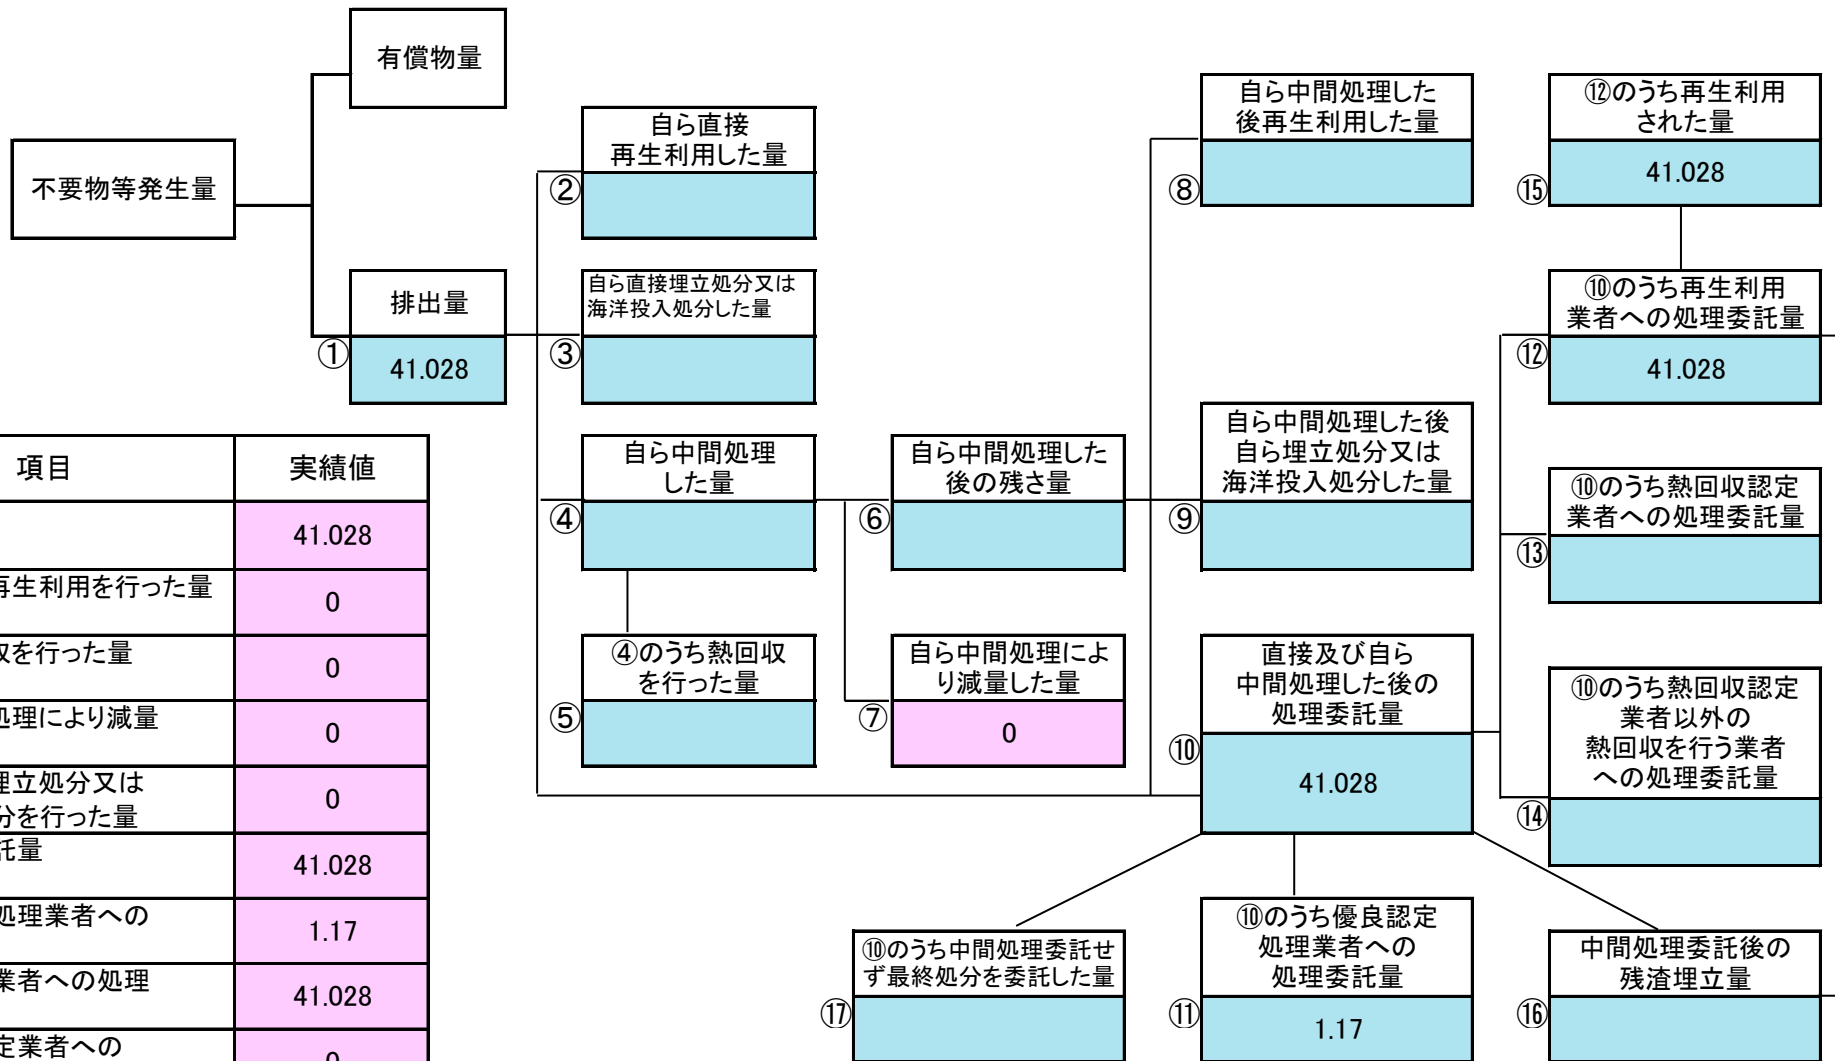 有償物量
不要物等発生量
排出量
①
41.028
自ら直接
再生利用した量
②
自ら直接埋立処分又は
海洋投入処分した量
③
自ら中間処理
した量
④
④のうち熱回収
を行った量
⑤
自ら中間処理した
後の残さ量
⑥
自ら中間処理によ
り減量した量
⑦
0
自ら中間処理した
後再生利用した量
⑧
自ら中間処理した後
自ら埋立処分又は
海洋投入処分した量
⑨
直接及び自ら
中間処理した後の
処理委託量
⑩
41.028
⑫のうち再生利用
された量
⑮
41.028
⑩のうち再生利用
業者への処理委託量
⑫
41.028
⑩のうち熱回収認定
業者への処理委託量
⑬
⑩のうち熱回収認定
業者以外の
熱回収を行う業者
への処理委託量
⑭
⑩のうち中間処理委託せ
ず最終処分を委託した量
⑰
⑩のうち優良認定
処理業者への
処理委託量
⑪
1.17
中間処理委託後の
残渣埋立量
⑯
項目 実績値
41.028
再生利用を行った量 0
を行った量 0
処理により減量 0
埋立処分又は
分を行った量 0
託量 41.028
処理業者への 1.17
業者への処理 41.028
定業者への 0